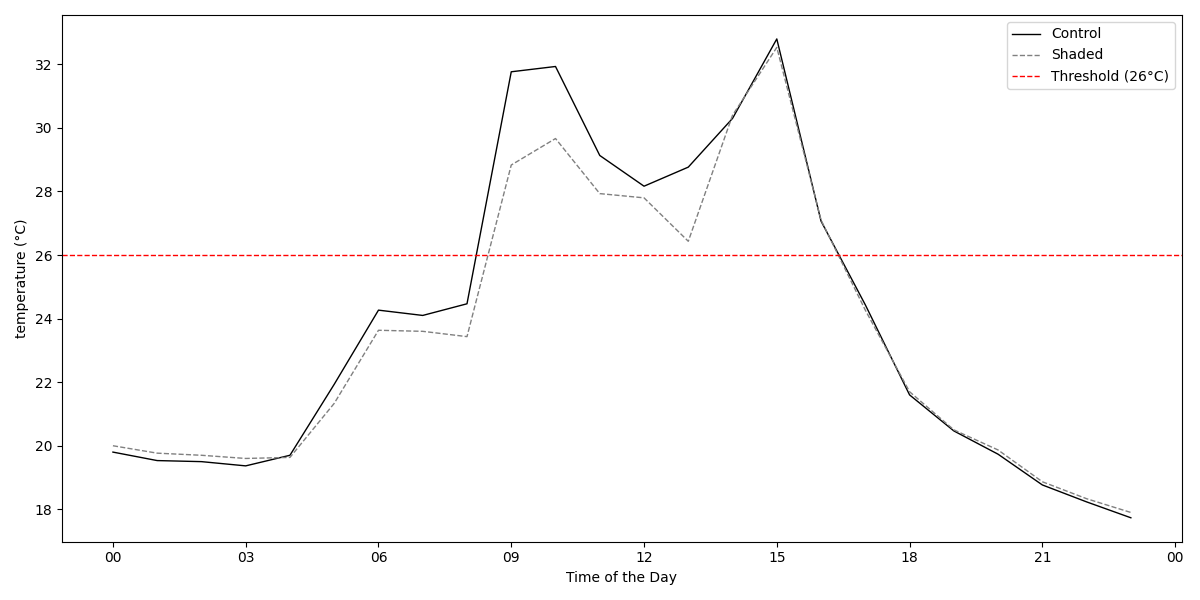 Control
Shaded
Threshold (26°C)
temperature (°C)
32
30
28
26
24
22
20
18
00 03 06 09 12 15 18 21 00
Time of the Day